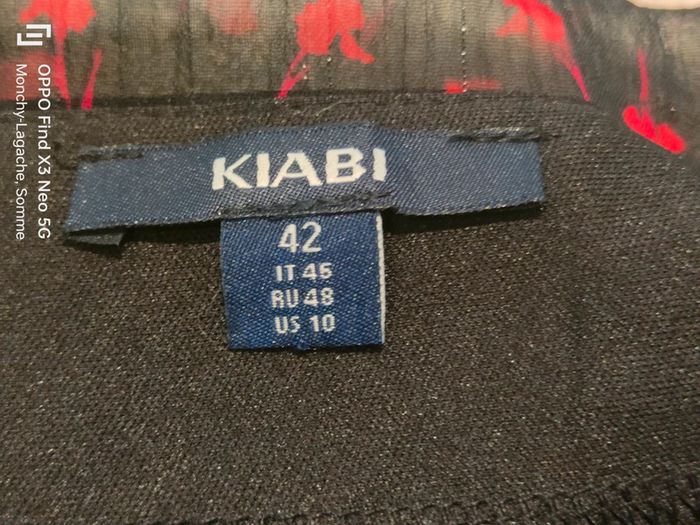 KIABI
42
IT 46
RU 48
US 10
OPPO Find X3 Neo 5G
Monchy-Lagache, Somme